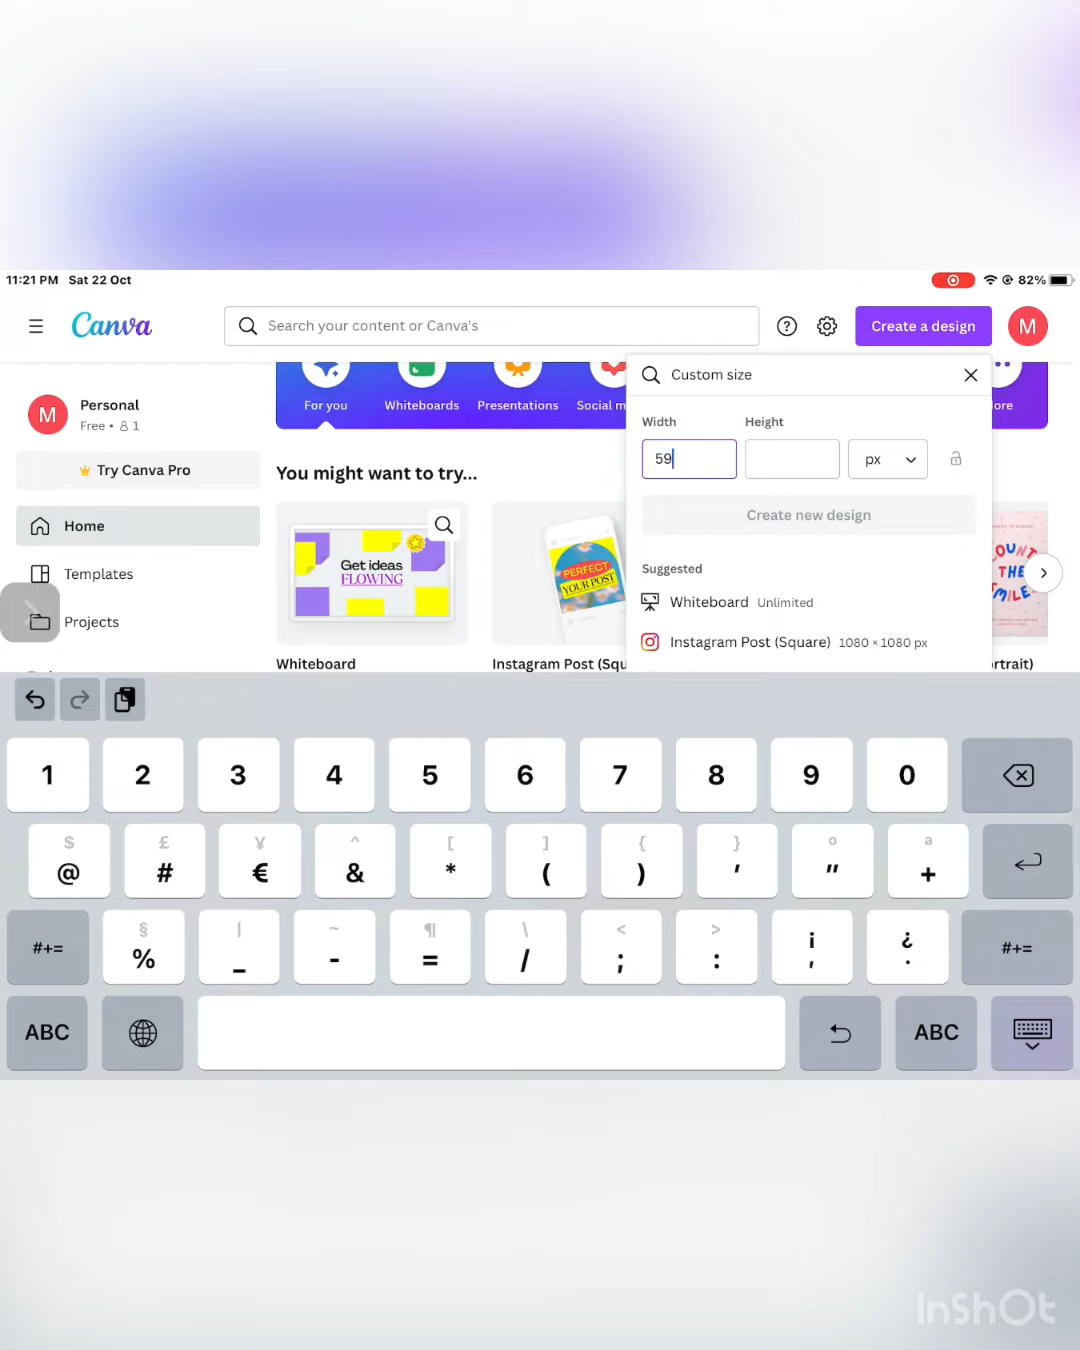 11:21 PM Sat 22 Oct
82%
Canva
Search your content or Canva's
Create a design
M
Custom size
For you
Whiteboards
Presentations
Social m
ore
M
Personal
Free • 1
Width
Height
59
px
Try Canva Pro
You might want to try...
Create new design
Home
Get ideas
FLOWING
PERFECT
YOUR POST
OUNT
THE
MILE
Suggested
Templates
Whiteboard Unlimited
Projects
Instagram Post (Square) 1080 × 1080 px
Whiteboard
Instagram Post (Squ
rtrait)
1 2 3 4 5 6 7 8 9 0
$ £ ¥ ^ [ ] { } o a
@ # € & * ( ) ' " +
§ | ~ ¶ \ < > ¡ ¿
#+= % _ - = / ; : , . #+=
ABC
ABC
InShOt